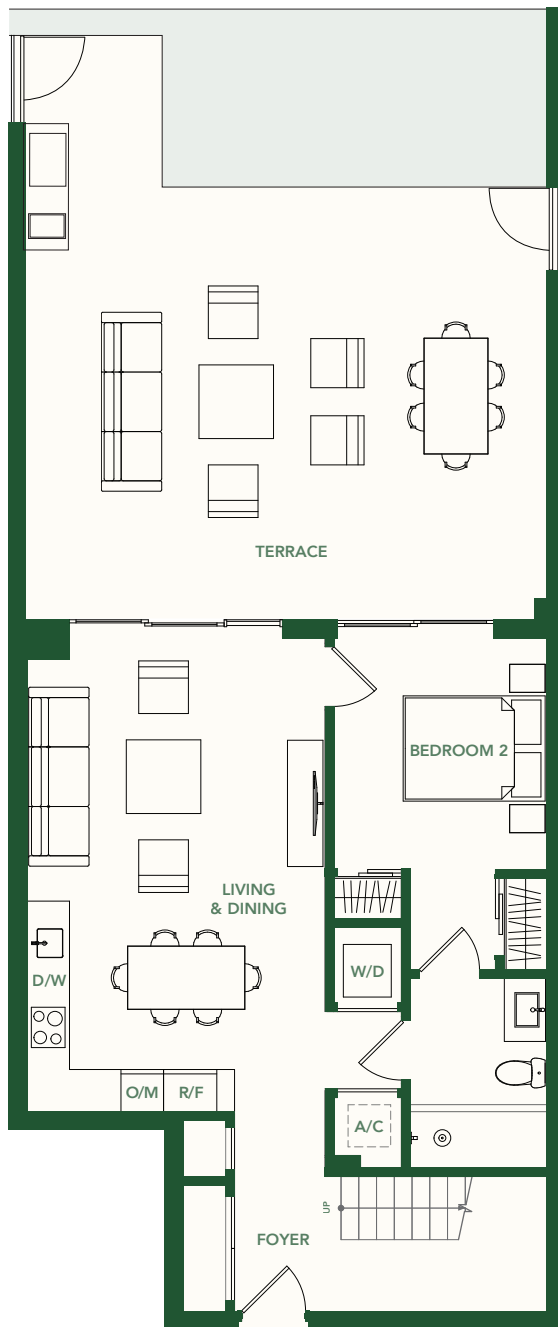 TERRACE
BEDROOM 2
LIVING
& DINING
D/W
W/D
O/M
R/F
A/C
UP
FOYER